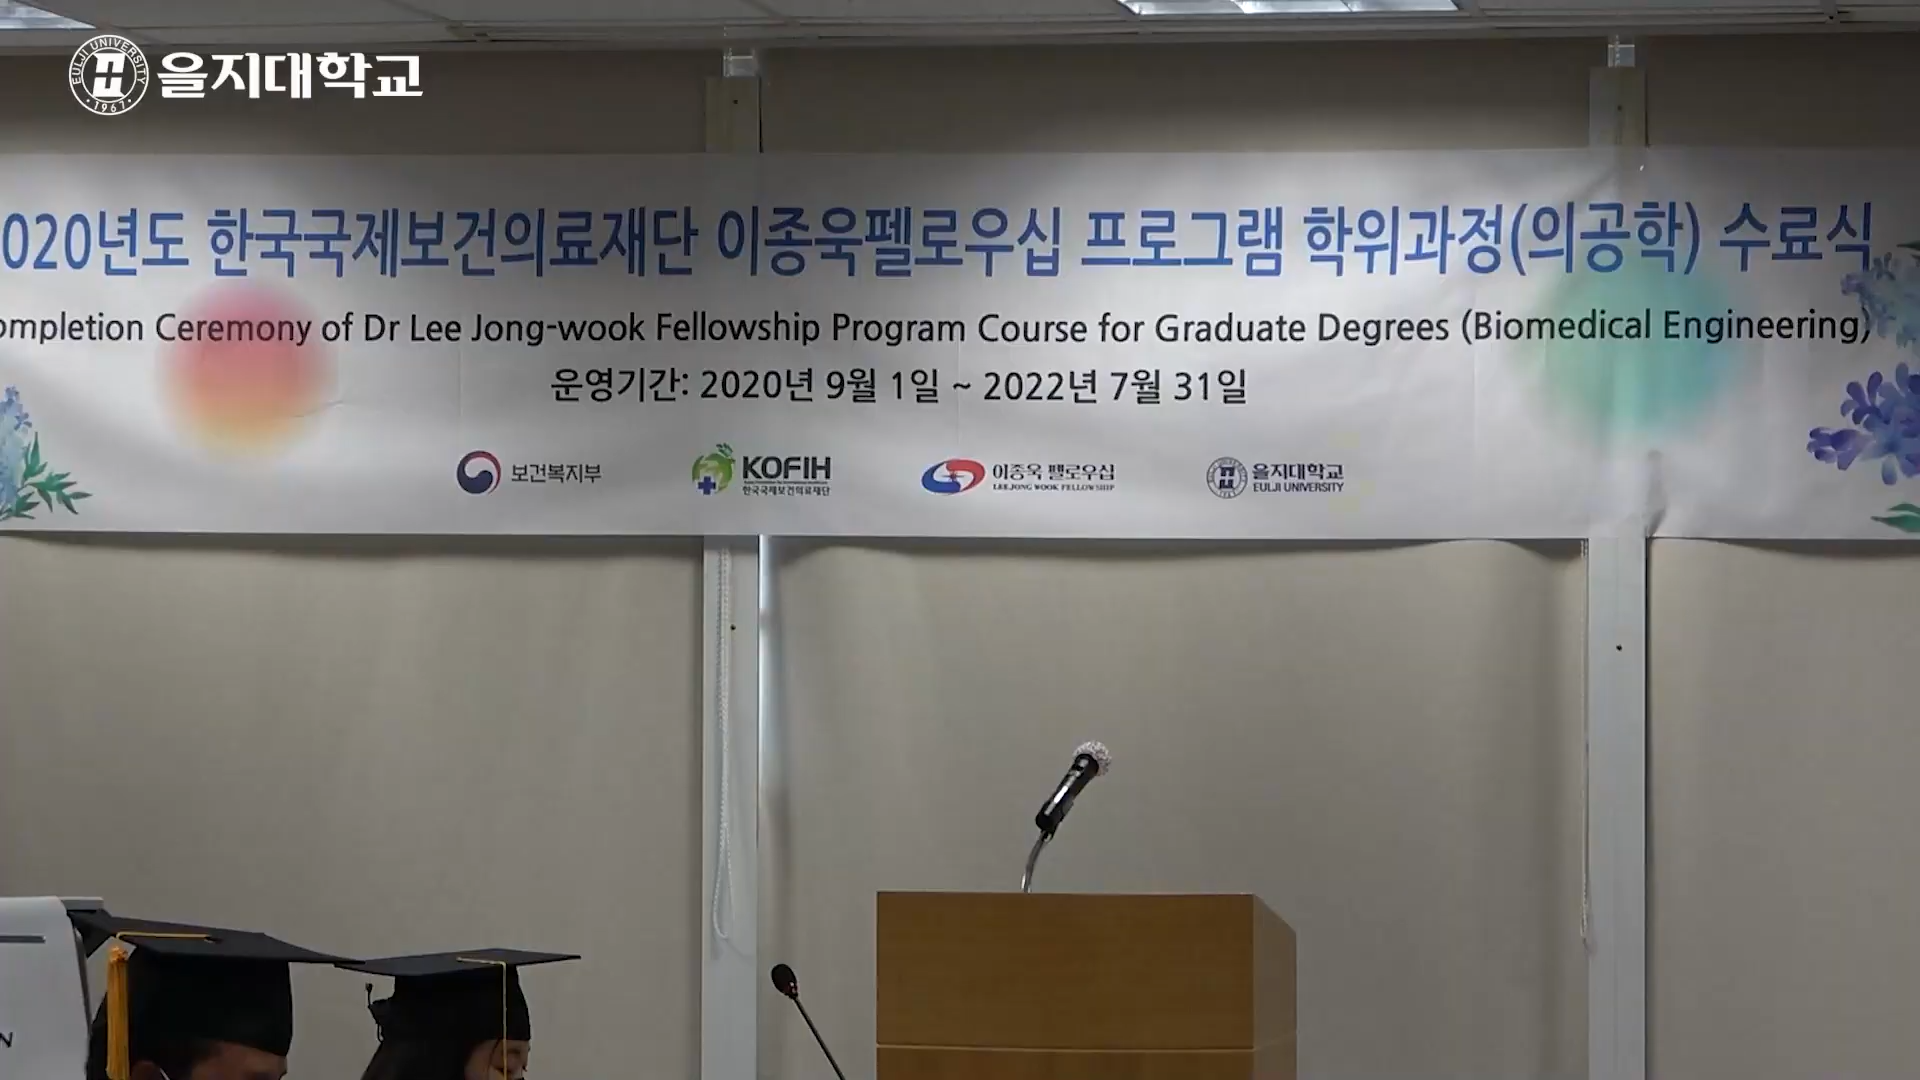 EULJI UNIVERSITY
1967
을지대학교
020년도 한국국제보건의료재단 이종욱펠로우십 프로그램 학위과정(의공학) 수료식
ompletion Ceremony of Dr Lee Jong-wook Fellowship Program Course for Graduate Degrees (Biomedical Engineering)
운영기간: 2020년 9월 1일 ~ 2022년 7월 31일
보건복지부
KOFIH
한국국제보건의료재단
이종욱 펠로우십
LEE JONG WOOK FELLOWSHIP
을지대학교
EULJI UNIVERSITY
N